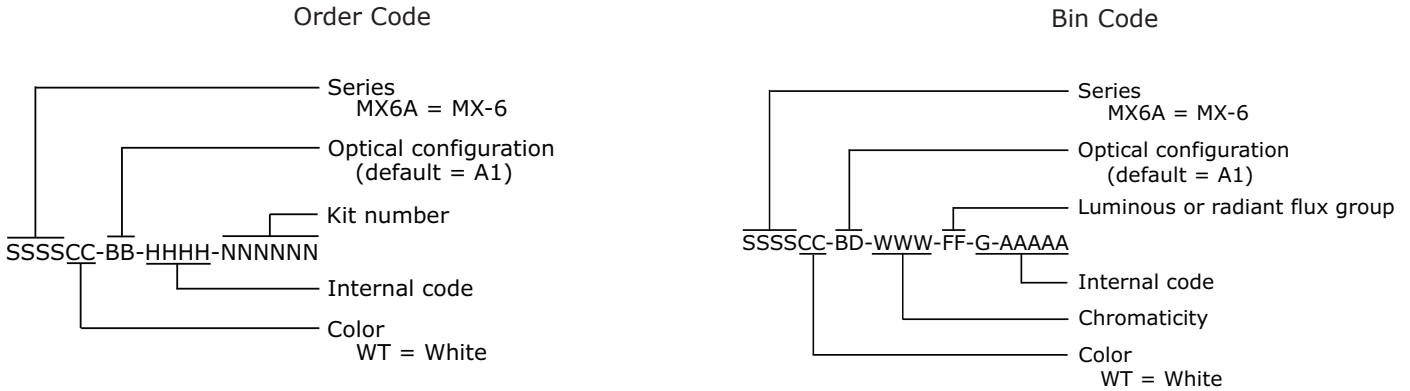 Order Code
Series
MX6A = MX-6
Optical configuration
(default = A1)
Kit number
SSSSCC-BB-HHHH-NNNNNN
Internal code
Color
WT = White
Bin Code
Series
MX6A = MX-6
Optical configuration
(default = A1)
Luminous or radiant flux group
SSSSCC-BD-WWW-FF-G-AAAAA
Internal code
Chromaticity
Color
WT = White